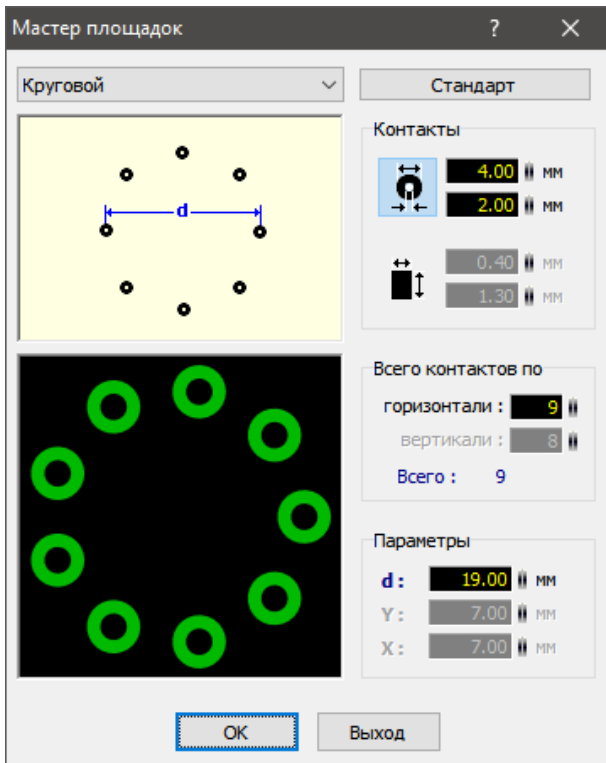 Мастер площадок ? ×
Круговой
Стандарт
d
Контакты
4.00 мм
2.00 мм
0.40 мм
1.30 мм
Всего контактов по
горизонтали : 9
вертикали : 8
Всего : 9
Параметры
d : 19.00 мм
Y : 7.00 мм
X : 7.00 мм
OK
Выход